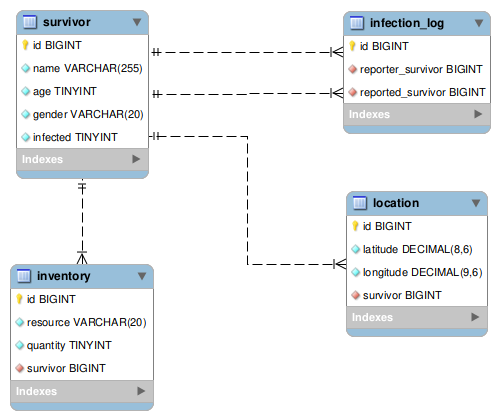 survivor
id BIGINT
name VARCHAR(255)
age TINYINT
gender VARCHAR(20)
infected TINYINT
Indexes
infection_log
id BIGINT
reporter_survivor BIGINT
reported_survivor BIGINT
Indexes
location
id BIGINT
latitude DECIMAL(8,6)
longitude DECIMAL(9,6)
survivor BIGINT
Indexes
inventory
id BIGINT
resource VARCHAR(20)
quantity TINYINT
survivor BIGINT
Indexes